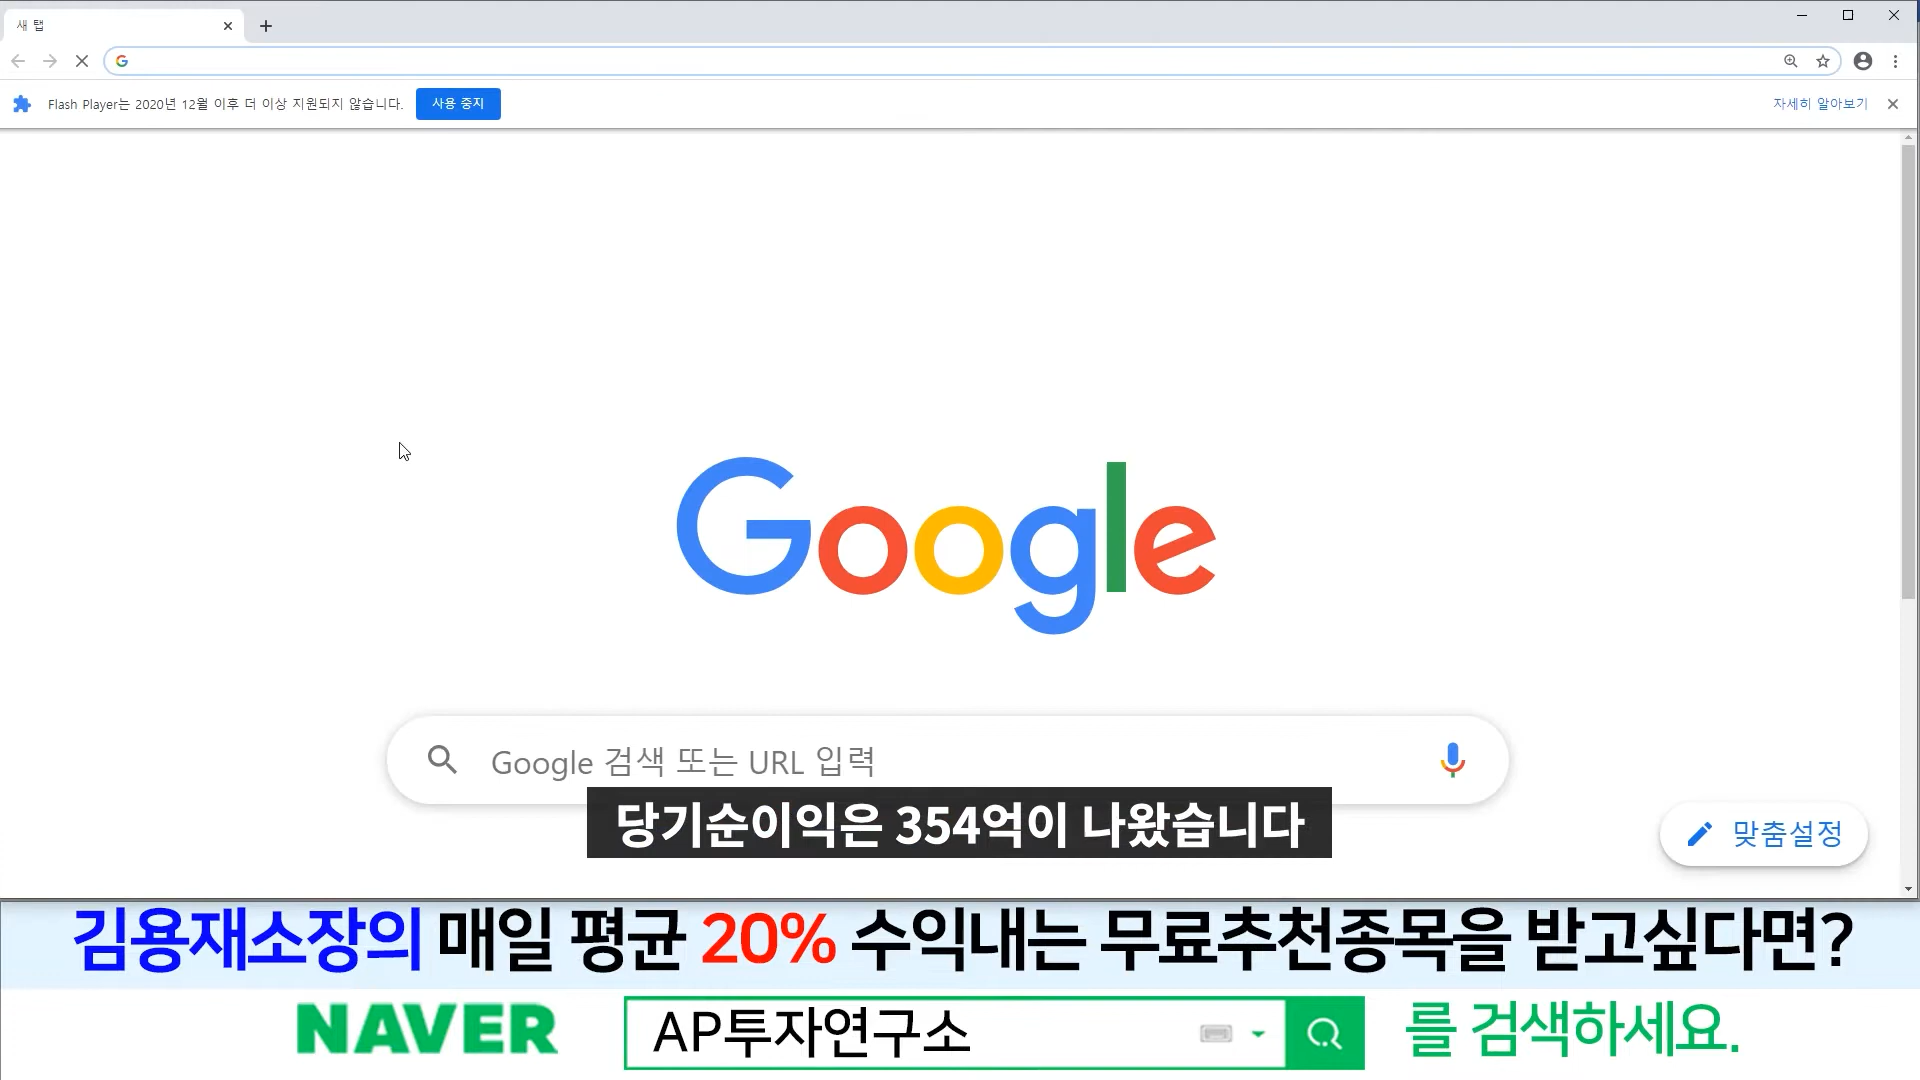 새 탭
Flash Player는 2020년 12월 이후 더 이상 지원되지 않습니다.
사용 중지
자세히 알아보기
Google
Google 검색 또는 URL 입력
당기순이익은 354억이 나왔습니다
맞춤설정
김용재소장의 매일 평균 20% 수익내는 무료추천종목을 받고싶다면?
NAVER AP투자연구소 를 검색하세요.